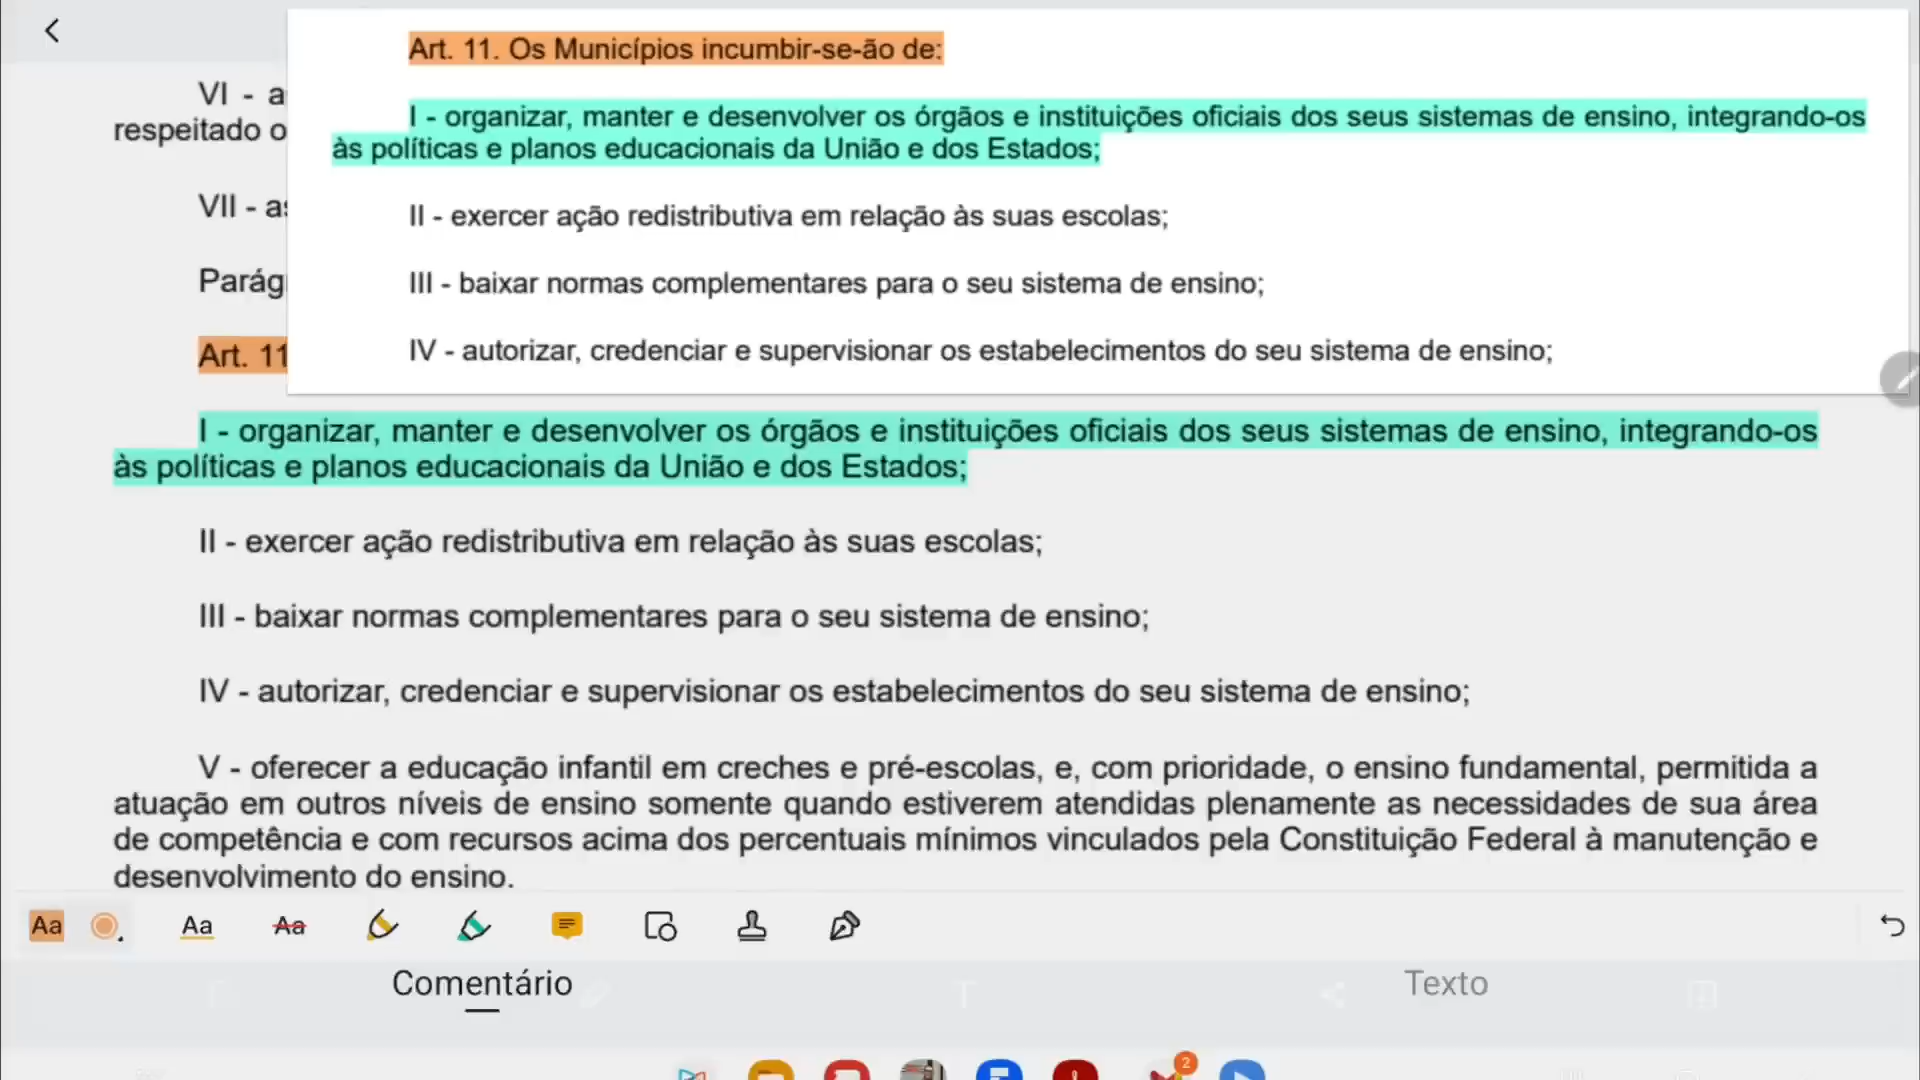 Art. 11. Os Municípios incumbir-se-ão de:
I - organizar, manter e desenvolver os órgãos e instituições oficiais dos seus sistemas de ensino, integrando-os
às políticas e planos educacionais da União e dos Estados;
II - exercer ação redistributiva em relação às suas escolas;
III - baixar normas complementares para o seu sistema de ensino;
IV - autorizar, credenciar e supervisionar os estabelecimentos do seu sistema de ensino;
VI - a
respeitado o
VII - as
Parág
Art. 11
I - organizar, manter e desenvolver os órgãos e instituições oficiais dos seus sistemas de ensino, integrando-os
às políticas e planos educacionais da União e dos Estados;
II - exercer ação redistributiva em relação às suas escolas;
III - baixar normas complementares para o seu sistema de ensino;
IV - autorizar, credenciar e supervisionar os estabelecimentos do seu sistema de ensino;
V - oferecer a educação infantil em creches e pré-escolas, e, com prioridade, o ensino fundamental, permitida a
atuação em outros níveis de ensino somente quando estiverem atendidas plenamente as necessidades de sua área
de competência e com recursos acima dos percentuais mínimos vinculados pela Constituição Federal à manutenção e
desenvolvimento do ensino.
Aa Aa Aa
Comentário Texto
2